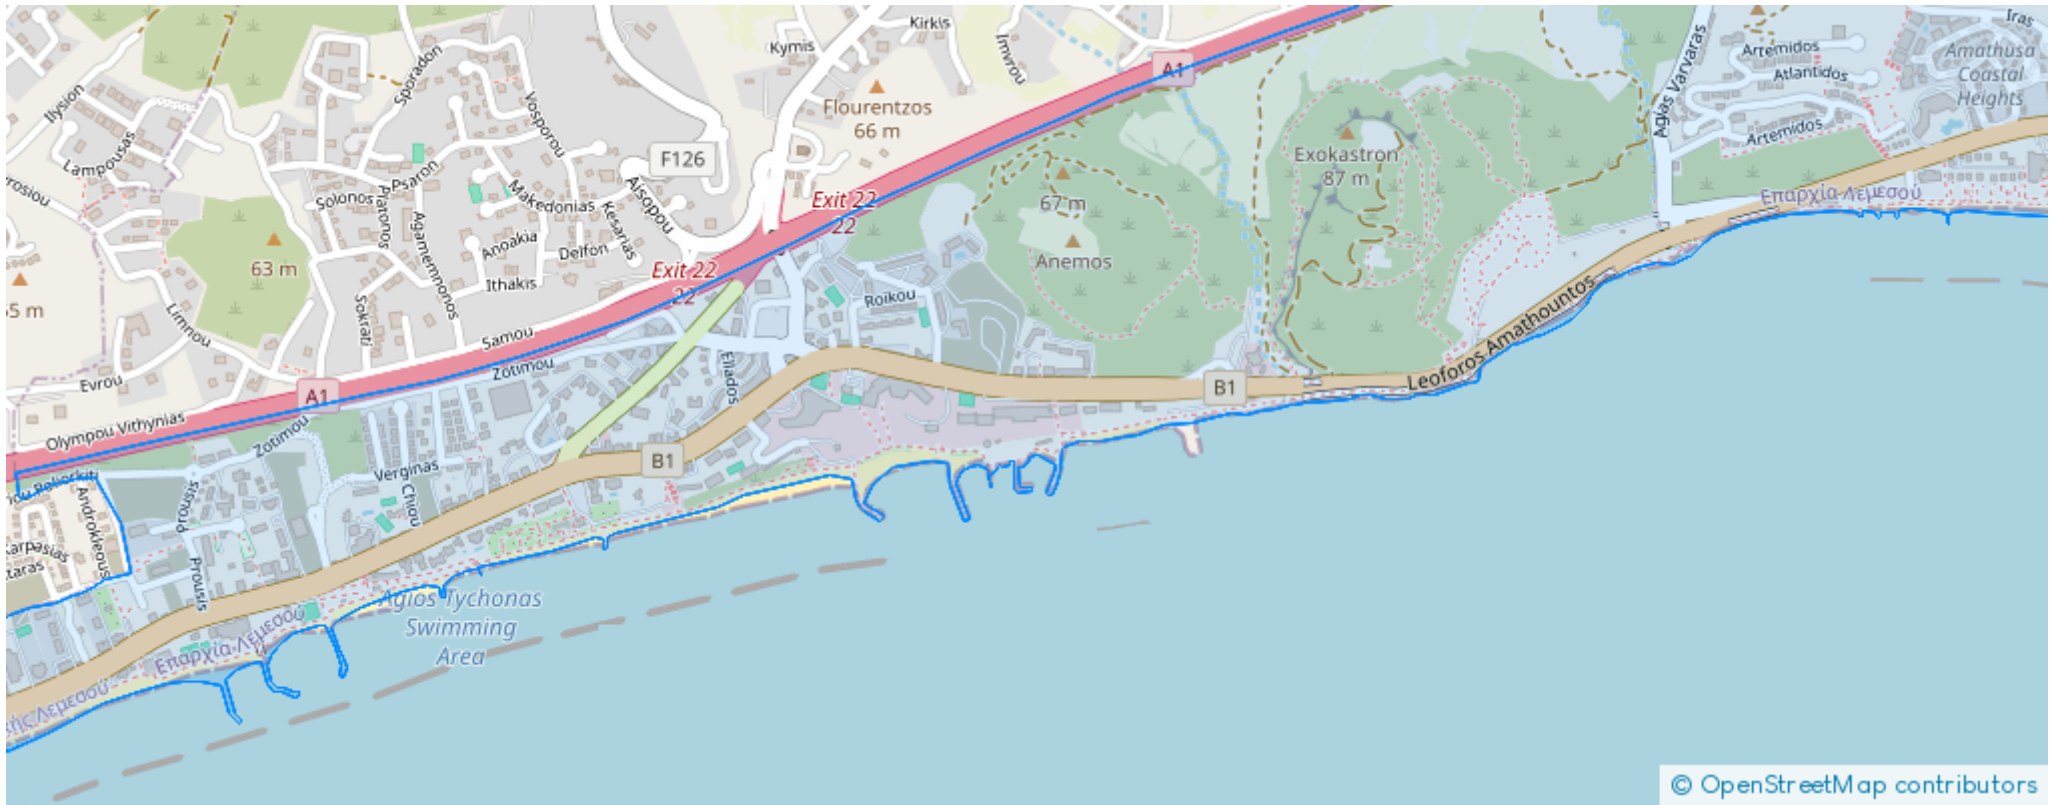 Kirkis
Iras
Kymis
Imvrou
Artemidos
Amathusa
Coastal
Heights
Sporadon
A1
Atlantidos
Ilysion
Vosporou
Flourentzos
66 m
Agias Varvaras
Artemidos
Lampousas
F126
Exokastron
87 m
Psaron
Makedonias
Aisopou
Solonos
Platonos
Kesarias
Exit 22
22
67 m
Επαρχία Λεμεσού
Agamemnonos
Anoakia
Delfon
63 m
Exit 22
22
Anemos
Ithakis
Roikou
Sokrati
Limnou
Samou
Leoforos Amathountos
Zotimou
Eliados
Evrou
A1
B1
Olympou Vithynias
Zotimou
B1
Verginas
Chiou
Androkleous
Prousis
Karpasias
Prousis
Agios Tychonas
Swimming
Area
Επαρχία Λεμεσού
Λεμεσού
© OpenStreetMap contributors